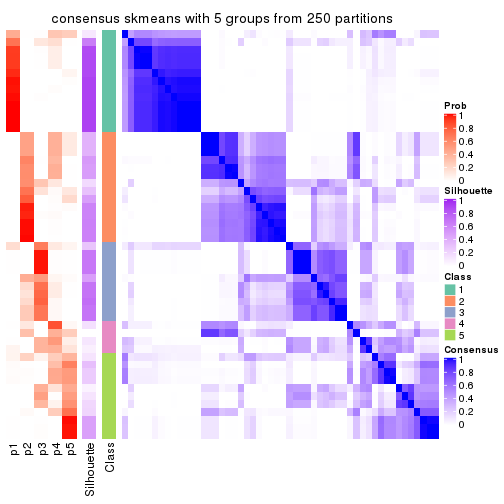 consensus skmeans with 5 groups from 250 partitions
Prob
1
0.8
0.6
0.4
0.2
0
Silhouette
1
0.8
0.6
0.4
0.2
0
Class
1
2
3
4
5
Consensus
1
0.8
0.6
0.4
0.2
0
p1
p2
p3
p4
p5
Silhouette
Class